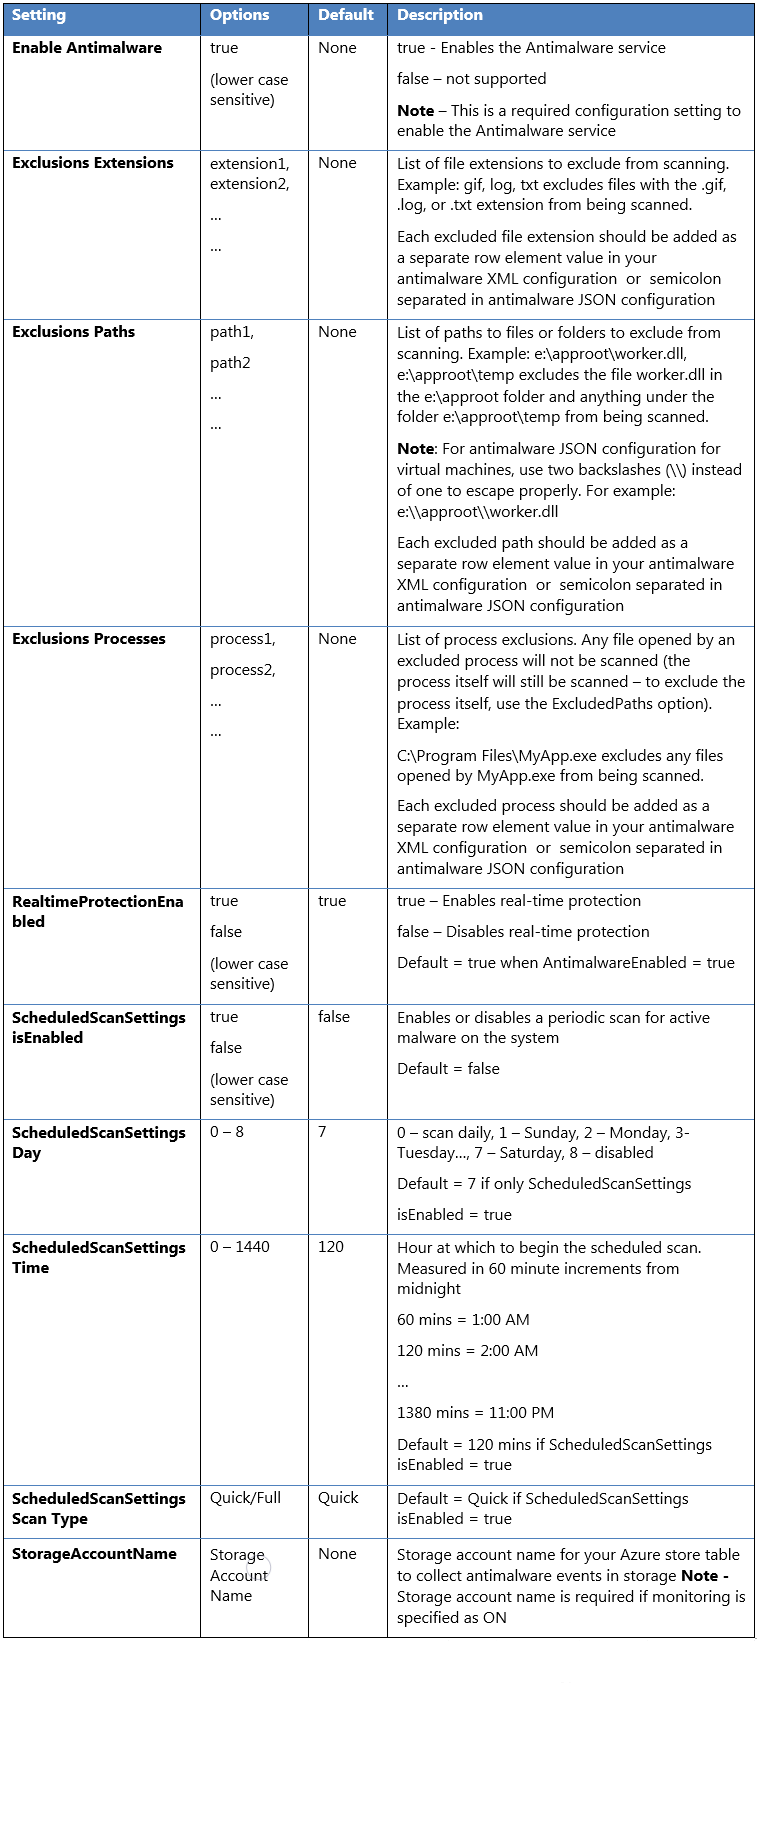 Setting Options Default Description
Enable Antimalware true None true - Enables the Antimalware service
(lower case
sensitive)
false – not supported
Note – This is a required configuration setting to
enable the Antimalware service
Exclusions Extensions extension1,
extension2,
...
...
None
List of file extensions to exclude from scanning.
Example: gif, log, txt excludes files with the .gif,
.log, or .txt extension from being scanned.
Each excluded file extension should be added as
a separate row element value in your
antimalware XML configuration or semicolon
separated in antimalware JSON configuration
Exclusions Paths path1,
path2
...
...
None
List of paths to files or folders to exclude from
scanning. Example: e:\approot\worker.dll,
e:\approot\temp excludes the file worker.dll in
the e:\approot folder and anything under the
folder e:\approot\temp from being scanned.
Note: For antimalware JSON configuration for
virtual machines, use two backslashes (\\) instead
of one to escape properly. For example:
e:\\approot\\worker.dll
Each excluded path should be added as a
separate row element value in your antimalware
XML configuration or semicolon separated in
antimalware JSON configuration
Exclusions Processes process1,
process2,
...
...
None
List of process exclusions. Any file opened by an
excluded process will not be scanned (the
process itself will still be scanned – to exclude the
process itself, use the ExcludedPaths option).
Example:
C:\Program Files\MyApp.exe excludes any files
opened by MyApp.exe from being scanned.
Each excluded process should be added as a
separate row element value in your antimalware
XML configuration or semicolon separated in
antimalware JSON configuration
RealtimeProtectionEna
bled
true
false
(lower case
sensitive)
true
true – Enables real-time protection
false – Disables real-time protection
Default = true when AntimalwareEnabled = true
ScheduledScanSettings
isEnabled
true
false
(lower case
sensitive)
false
Enables or disables a periodic scan for active
malware on the system
Default = false
ScheduledScanSettings
Day
0 – 8
7
0 – scan daily, 1 – Sunday, 2 – Monday, 3-
Tuesday..., 7 – Saturday, 8 – disabled
Default = 7 if only ScheduledScanSettings
isEnabled = true
ScheduledScanSettings
Time
0 – 1440
120
Hour at which to begin the scheduled scan.
Measured in 60 minute increments from
midnight
60 mins = 1:00 AM
120 mins = 2:00 AM
...
1380 mins = 11:00 PM
Default = 120 mins if ScheduledScanSettings
isEnabled = true
ScheduledScanSettings
Scan Type
Quick/Full
Quick
Default = Quick if ScheduledScanSettings
isEnabled = true
StorageAccountName
Storage
Account
Name
None
Storage account name for your Azure store table
to collect antimalware events in storage Note -
Storage account name is required if monitoring is
specified as ON